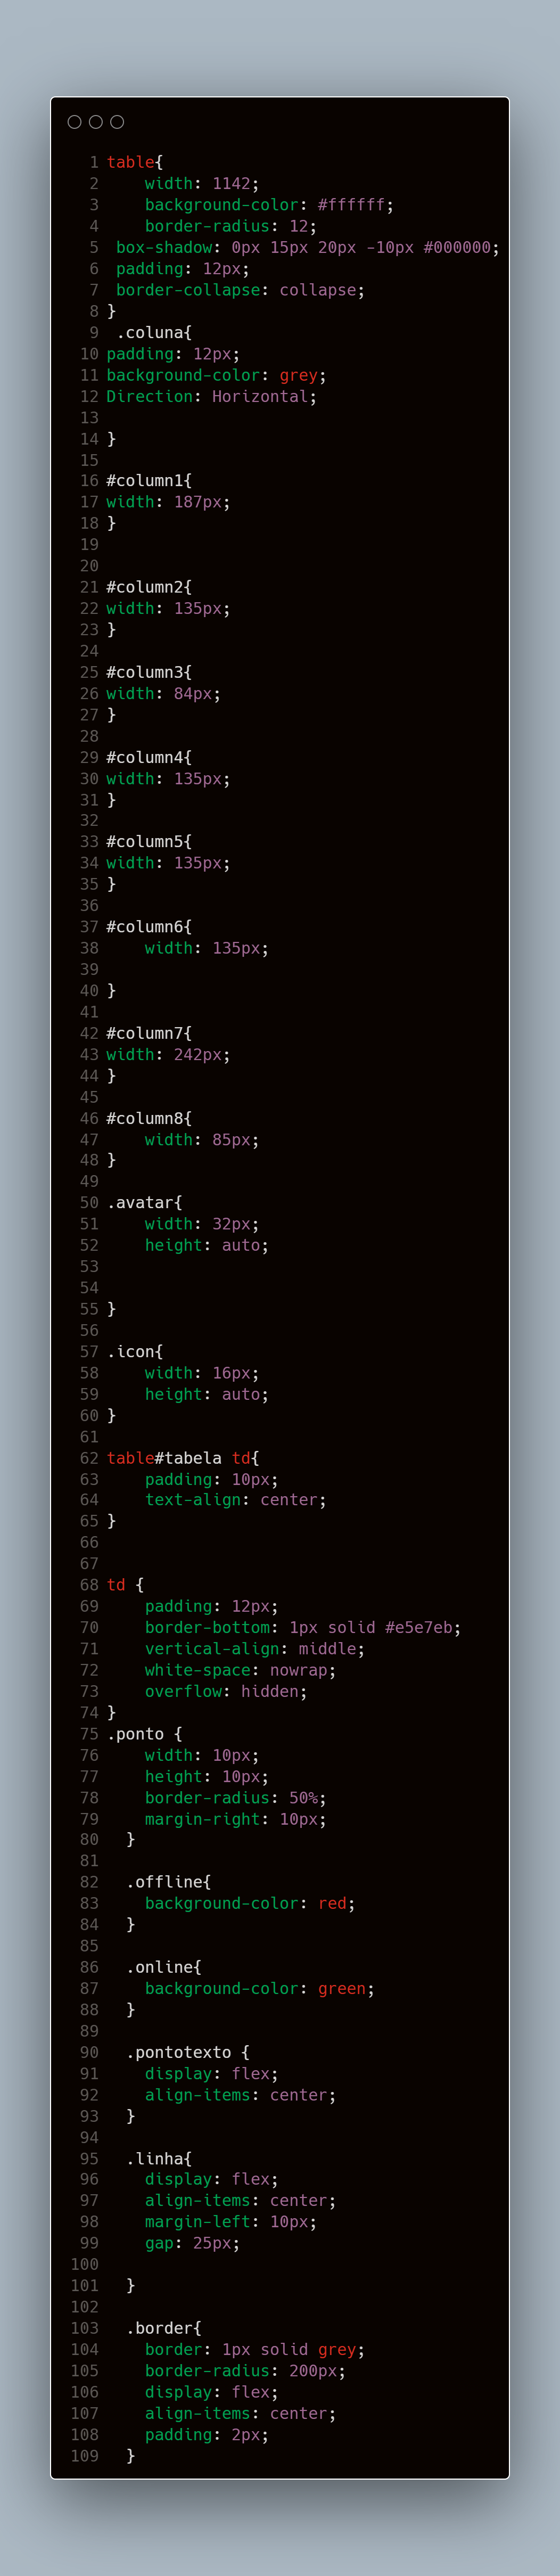 1 table{
2     width: 1142;
3     background-color: #ffffff;
4     border-radius: 12;
5  box-shadow: 0px 15px 20px -10px #000000;
6  padding: 12px;
7  border-collapse: collapse;
8 }
9  .coluna{
10 padding: 12px;
11 background-color: grey;
12 Direction: Horizontal;
13
14 }
15
16 #column1{
17 width: 187px;
18 }
19
20
21 #column2{
22 width: 135px;
23 }
24
25 #column3{
26 width: 84px;
27 }
28
29 #column4{
30 width: 135px;
31 }
32
33 #column5{
34 width: 135px;
35 }
36
37 #column6{
38     width: 135px;
39
40 }
41
42 #column7{
43 width: 242px;
44 }
45
46 #column8{
47     width: 85px;
48 }
49
50 .avatar{
51     width: 32px;
52     height: auto;
53
54
55 }
56
57 .icon{
58     width: 16px;
59     height: auto;
60 }
61
62 table#tabela td{
63     padding: 10px;
64     text-align: center;
65 }
66
67
68 td {
69     padding: 12px;
70     border-bottom: 1px solid #e5e7eb;
71     vertical-align: middle;
72     white-space: nowrap;
73     overflow: hidden;
74 }
75 .ponto {
76     width: 10px;
77     height: 10px;
78     border-radius: 50%;
79     margin-right: 10px;
80   }
81
82   .offline{
83     background-color: red;
84   }
85
86   .online{
87     background-color: green;
88   }
89
90   .pontotexto {
91     display: flex;
92     align-items: center;
93   }
94
95   .linha{
96     display: flex;
97     align-items: center;
98     margin-left: 10px;
99     gap: 25px;
100
101   }
102
103   .border{
104     border: 1px solid grey;
105     border-radius: 200px;
106     display: flex;
107     align-items: center;
108     padding: 2px;
109   }